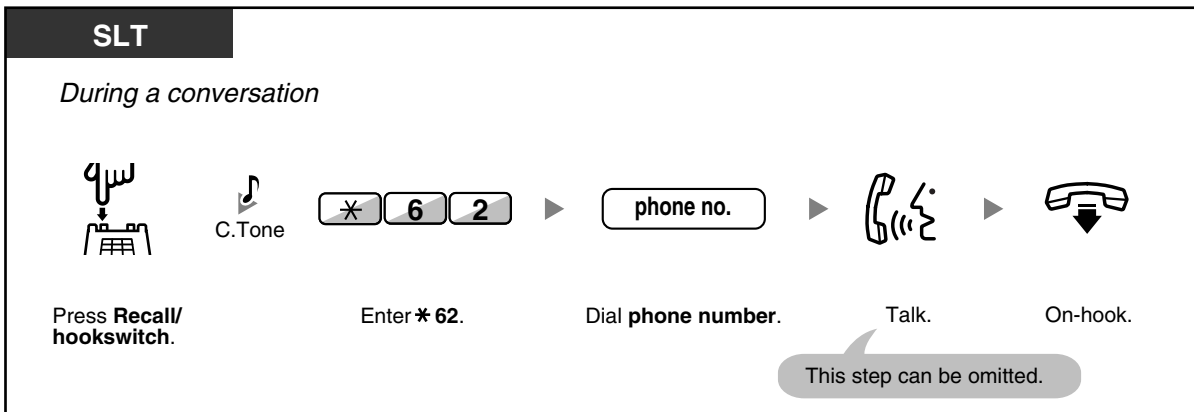 SLT
During a conversation
C.Tone
* 6 2
phone no.
Press Recall/
hookswitch.
Enter * 62.
Dial phone number.
Talk.
On-hook.
This step can be omitted.